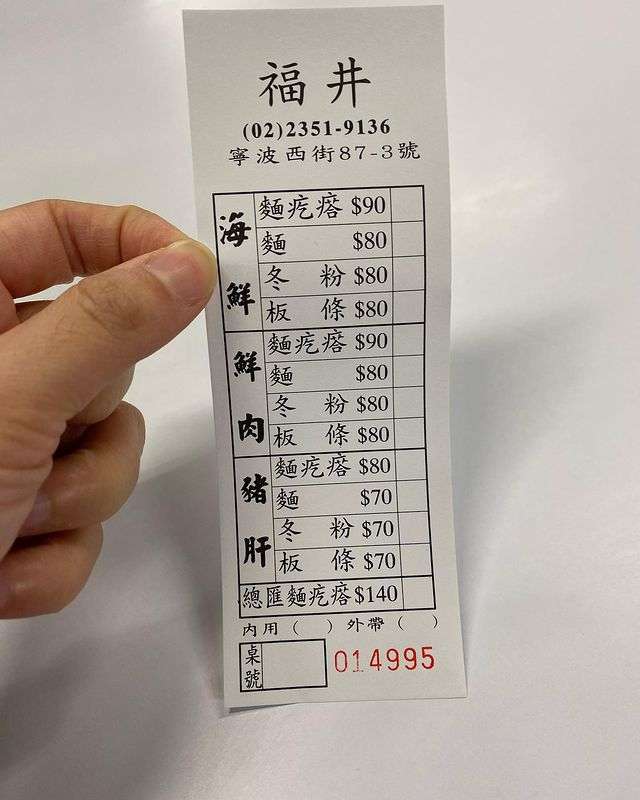 福井
(02)2351-9136
寧波西街87-3號
海鮮
麵疙瘩 $90
麵 $80
冬粉 $80
板條 $80
鮮肉
麵疙瘩 $90
麵 $80
冬粉 $80
板條 $80
豬肝
麵疙瘩 $80
麵 $70
冬粉 $70
板條 $70
總匯麵疙瘩 $140
內用 ( ) 外帶 ( )
桌號
014995